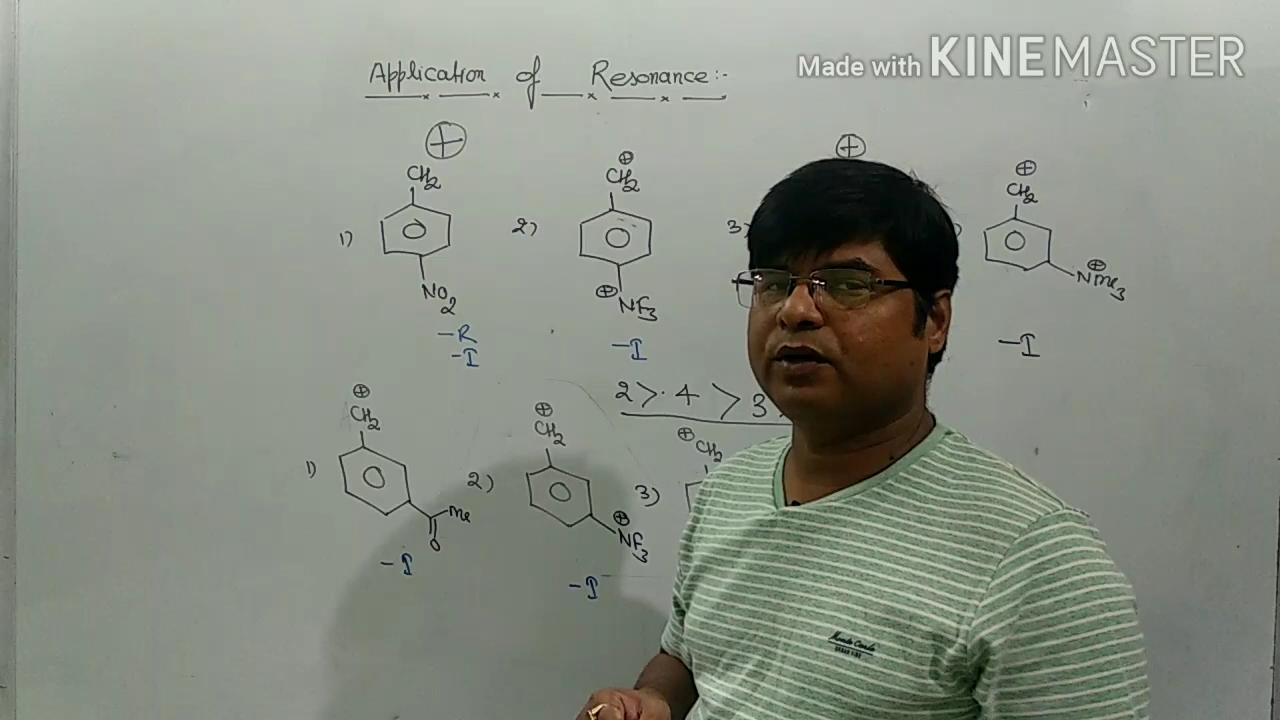 Made with KINEMASTER
Application of Resonance:-
⊕
CH2
1)
NO2
-R
-I
⊕
CH2
2)
⊕NF3
-I
⊕
3)
⊕
CH2
)
⊕
NMe3
-I
2 > 4 > 3
⊕
CH2
1)
Me
O
-I
⊕
CH2
2)
⊕
NF3
-I
⊕CH2
3)